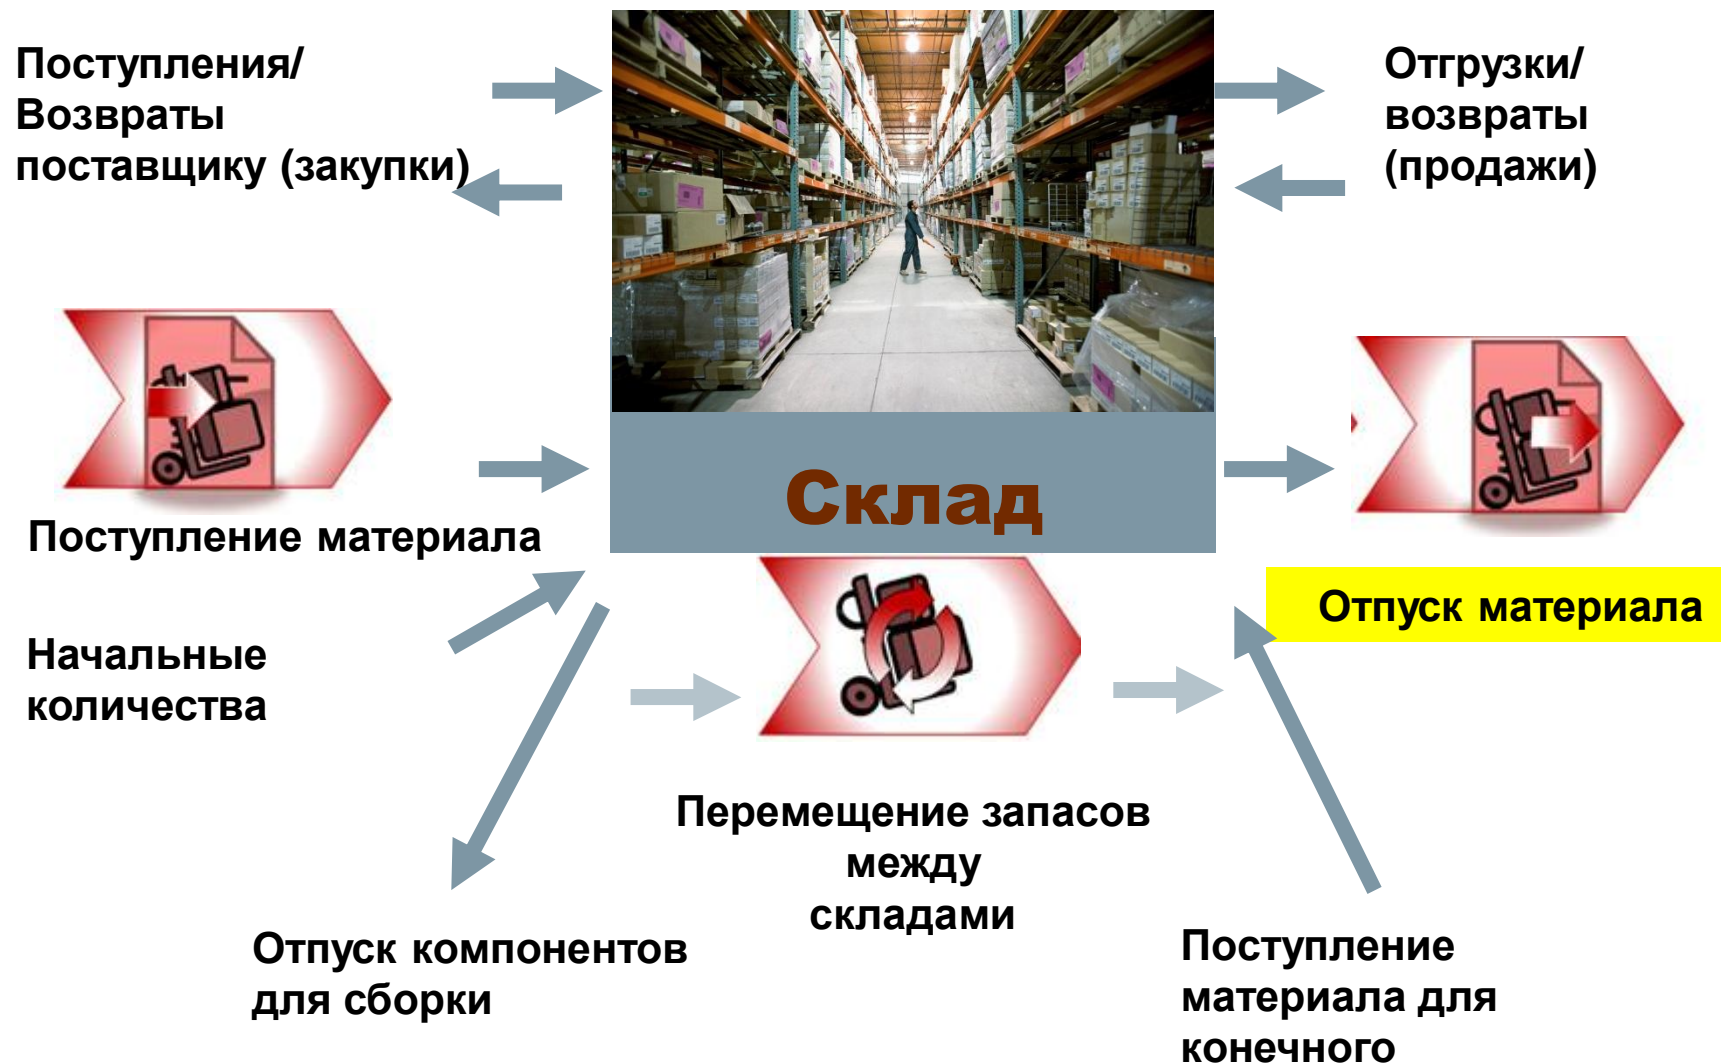 Поступления/
Возвраты
поставщику (закупки)
Отгрузки/
возвраты
(продажи)
Склад
Поступление материала
Отпуск материала
Начальные
количества
Перемещение запасов
между
складами
Отпуск компонентов
для сборки
Поступление
материала для
конечного